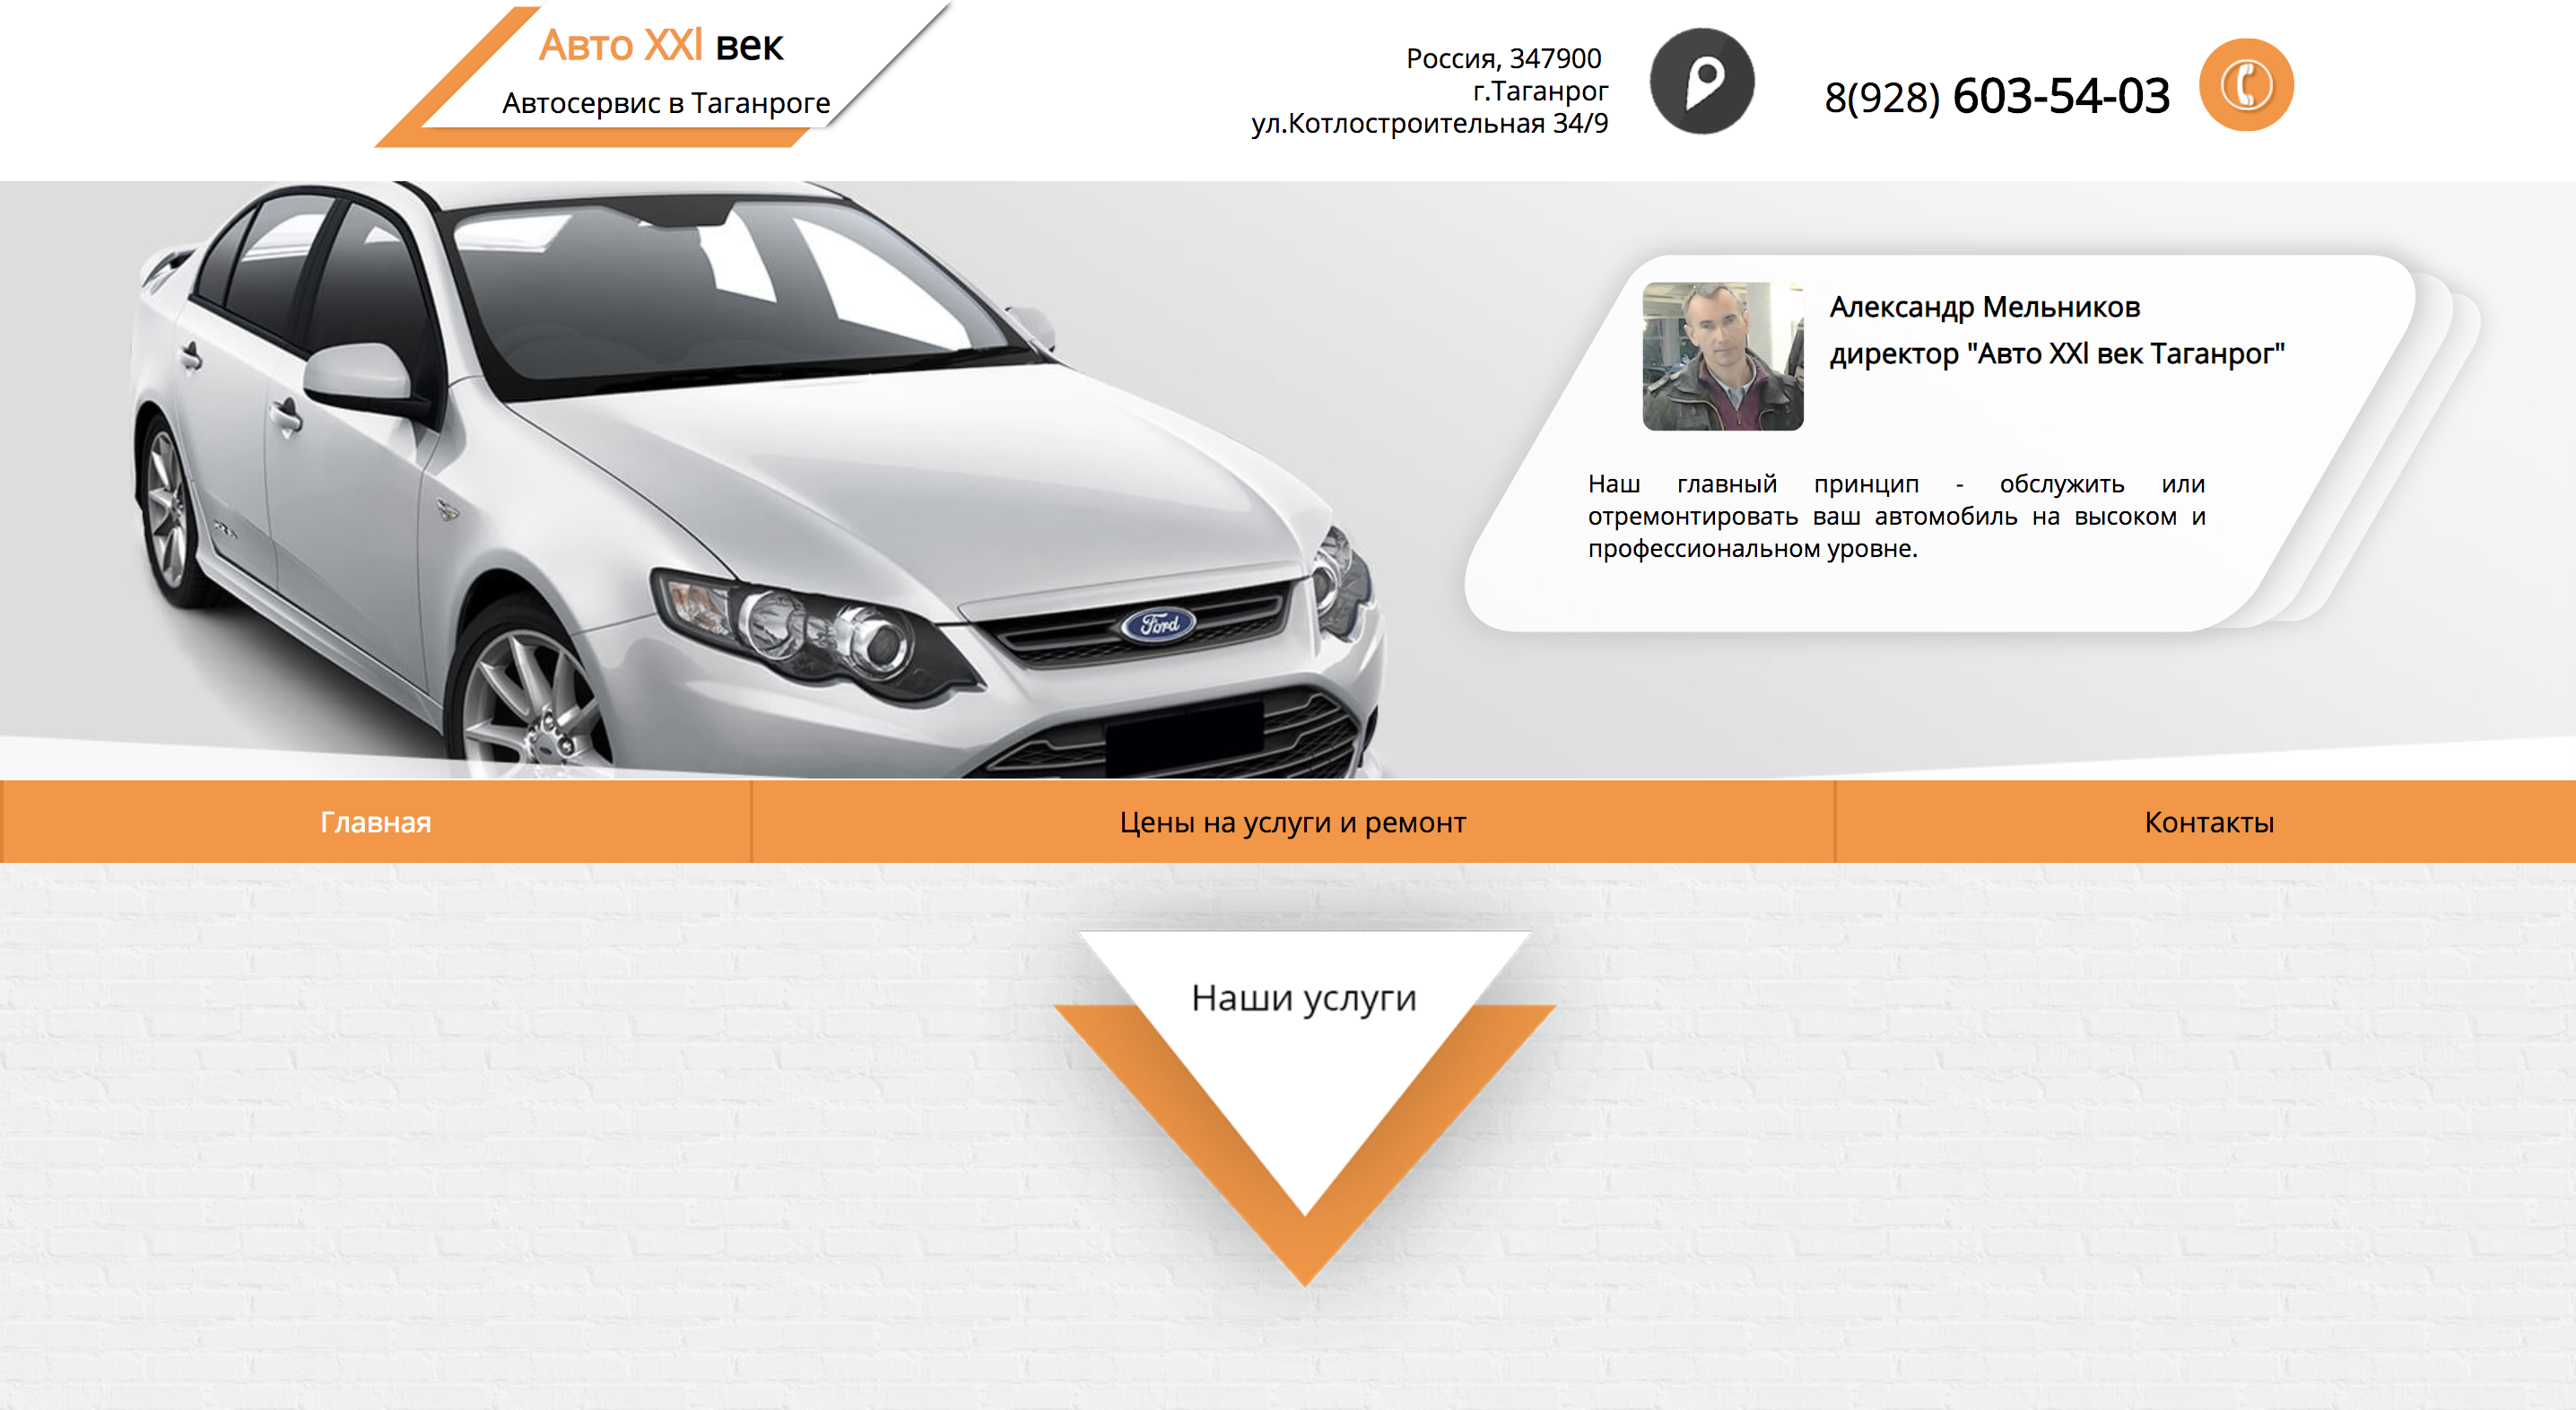 Авто XXl век
Автосервис в Таганроге
Россия, 347900
г.Таганрог
ул.Котлостроительная 34/9
8(928) 603-54-03
Александр Мельников
директор "Авто XXl век Таганрог"
Наш главный принцип - обслужить или
отремонтировать ваш автомобиль на высоком и
профессиональном уровне.
Ford
Главная
Цены на услуги и ремонт
Контакты
Наши услуги